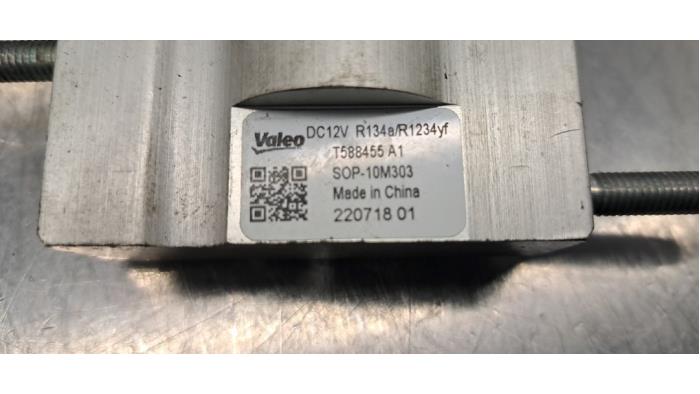 Valeo DC12V R134a/R1234yf
T588455 A1
SOP-10M303
Made in China
220718 01